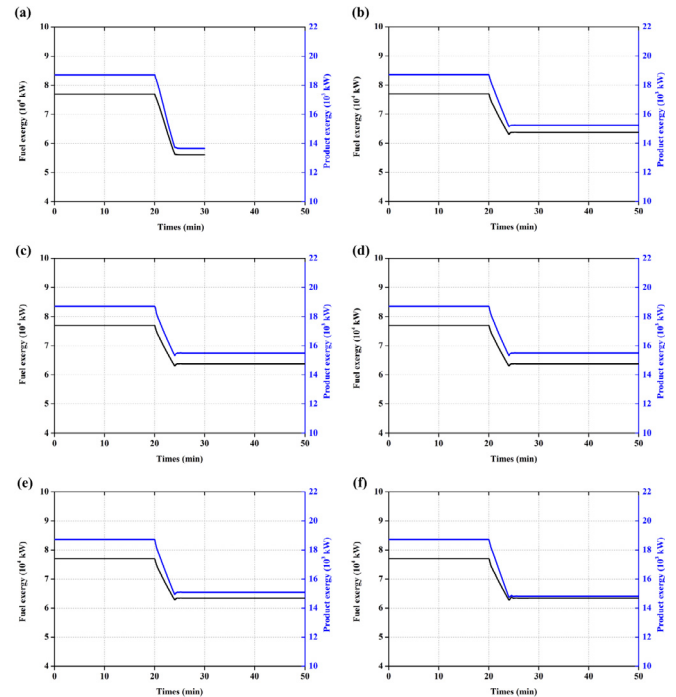 (a)
10
9
8
7
6
5
4
Fuel exergy (10⁴ kW)
22
20
18
16
14
12
10
Product exergy (10³ kW)
0 10 20 30 40 50
Times (min)
(b)
10
9
8
7
6
5
4
Fuel exergy (10⁴ kW)
22
20
18
16
14
12
10
Product exergy (10³ kW)
0 10 20 30 40 50
Times (min)
(c)
10
9
8
7
6
5
4
Fuel exergy (10⁴ kW)
22
20
18
16
14
12
10
Product exergy (10³ kW)
0 10 20 30 40 50
Times (min)
(d)
10
9
8
7
6
5
4
Fuel exergy (10⁴ kW)
22
20
18
16
14
12
10
Product exergy (10³ kW)
0 10 20 30 40 50
Times (min)
(e)
10
9
8
7
6
5
4
Fuel exergy (10⁴ kW)
22
20
18
16
14
12
10
Product exergy (10³ kW)
0 10 20 30 40 50
Times (min)
(f)
10
9
8
7
6
5
4
Fuel exergy (10⁴ kW)
22
20
18
16
14
12
10
Product exergy (10³ kW)
0 10 20 30 40 50
Times (min)